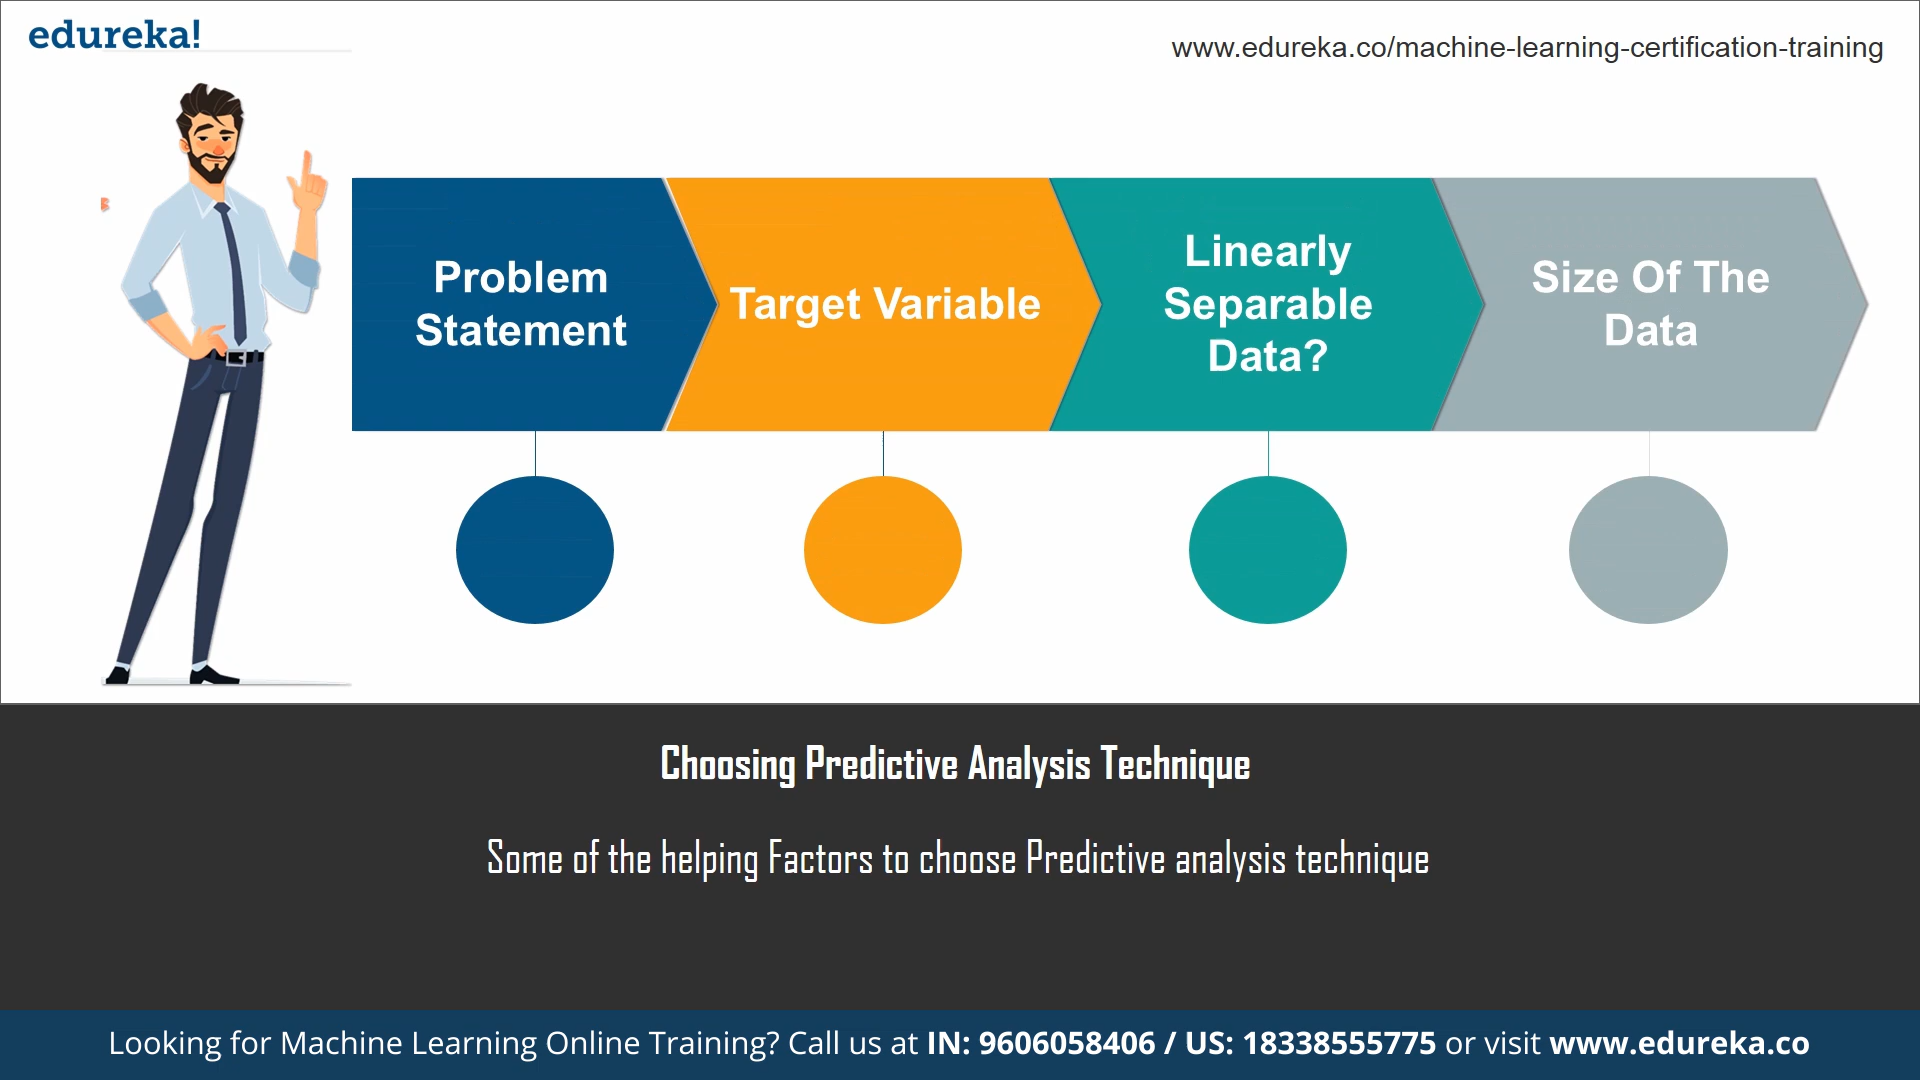 edureka!
www.edureka.co/machine-learning-certification-training
Problem
Statement
Target Variable
Linearly
Separable
Data?
Size Of The
Data
Choosing Predictive Analysis Technique
Some of the helping Factors to choose Predictive analysis technique
Looking for Machine Learning Online Training? Call us at IN: 9606058406 / US: 18338555775 or visit www.edureka.co